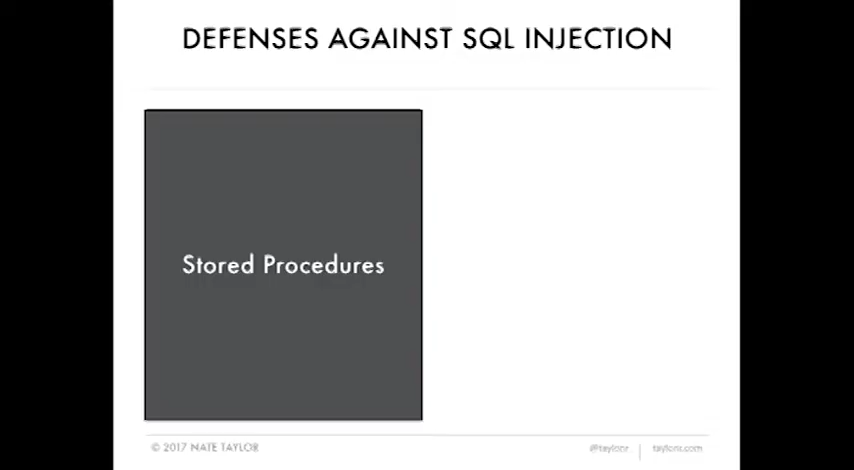 DEFENSES AGAINST SQL INJECTION
Stored Procedures
© 2017 NATE TAYLOR